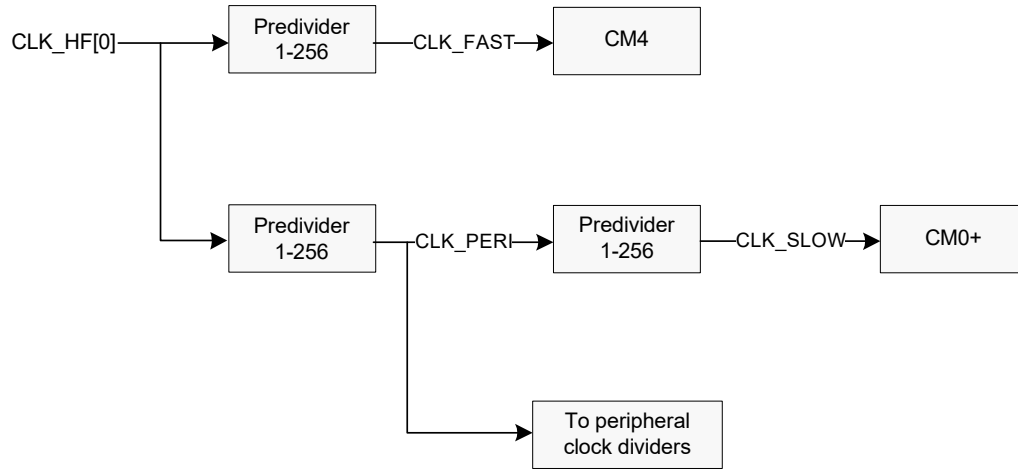 CLK_HF[0]
Predivider
1-256
CLK_FAST
CM4
Predivider
1-256
CLK_PERI
Predivider
1-256
CLK_SLOW
CM0+
To peripheral
clock dividers